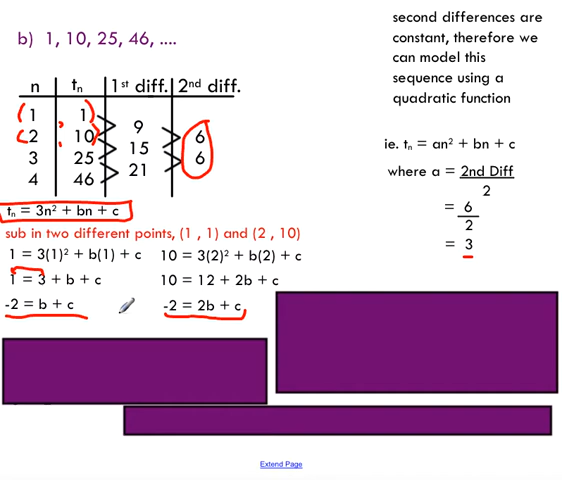 b) 1, 10, 25, 46, ....
second differences are
constant, therefore we
can model this
sequence using a
quadratic function
n tn 1st diff. 2nd diff.
1 1
9
2 10 6
15
3 25 6
21
4 46
ie. tn = an² + bn + c
where a = 2nd Diff
2
= 6
2
= 3
tn = 3n² + bn + c
sub in two different points, (1 , 1) and (2 , 10)
1 = 3(1)² + b(1) + c 10 = 3(2)² + b(2) + c
1 = 3 + b + c 10 = 12 + 2b + c
-2 = b + c -2 = 2b + c
Extend Page